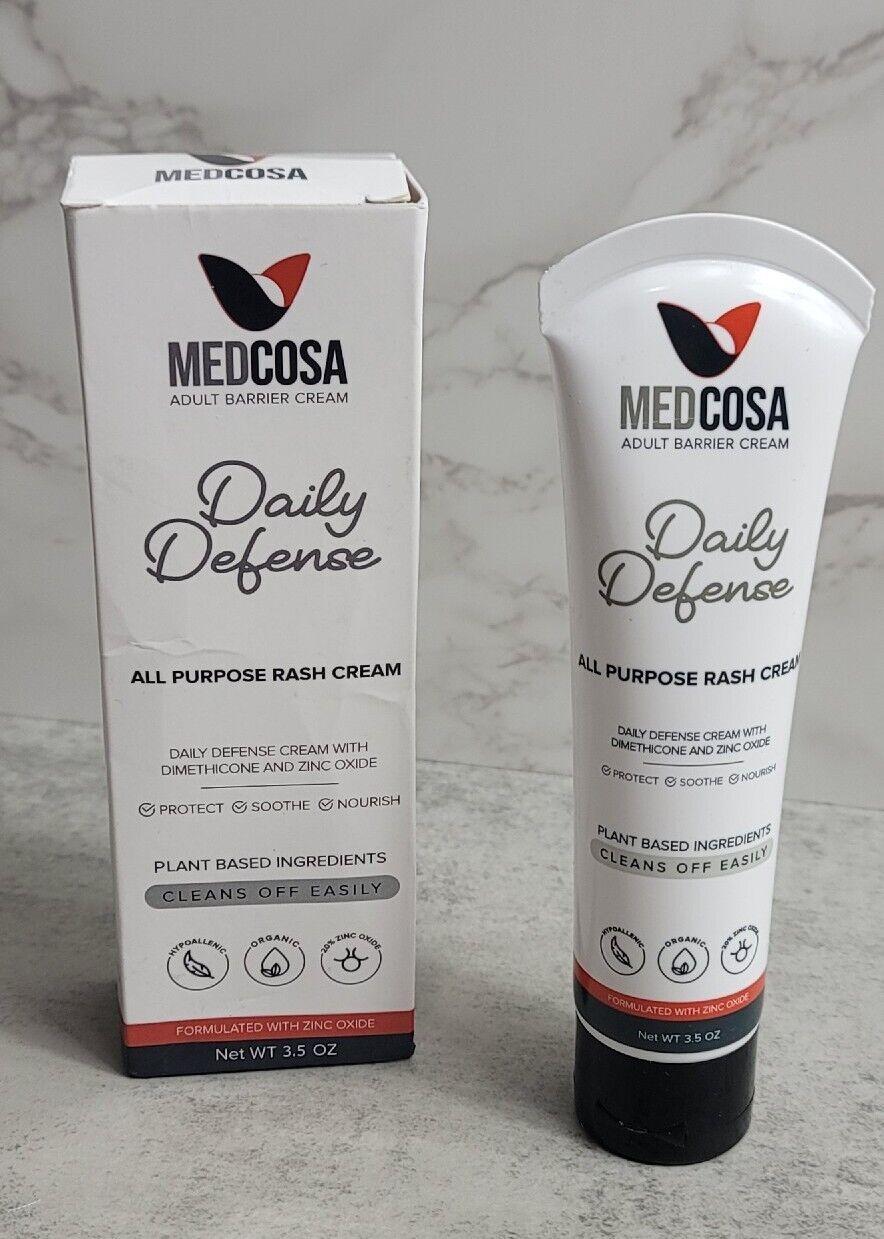 MEDCOSA
MEDCOSA
ADULT BARRIER CREAM
Daily
Defense
ALL PURPOSE RASH CREAM
DAILY DEFENSE CREAM WITH
DIMETHICONE AND ZINC OXIDE
PROTECT SOOTHE NOURISH
PLANT BASED INGREDIENTS
CLEANS OFF EASILY
HYPOALLENIC ORGANIC 20% ZINC OXIDE
FORMULATED WITH ZINC OXIDE
Net WT 3.5 OZ
MEDCOSA
ADULT BARRIER CREAM
Daily
Defense
ALL PURPOSE RASH CREAM
DAILY DEFENSE CREAM WITH
DIMETHICONE AND ZINC OXIDE
PROTECT SOOTHE NOURISH
PLANT BASED INGREDIENTS
CLEANS OFF EASILY
HYPOALLENIC ORGANIC 20% ZINC OXIDE
FORMULATED WITH ZINC OXIDE
Net WT 3.5 OZ